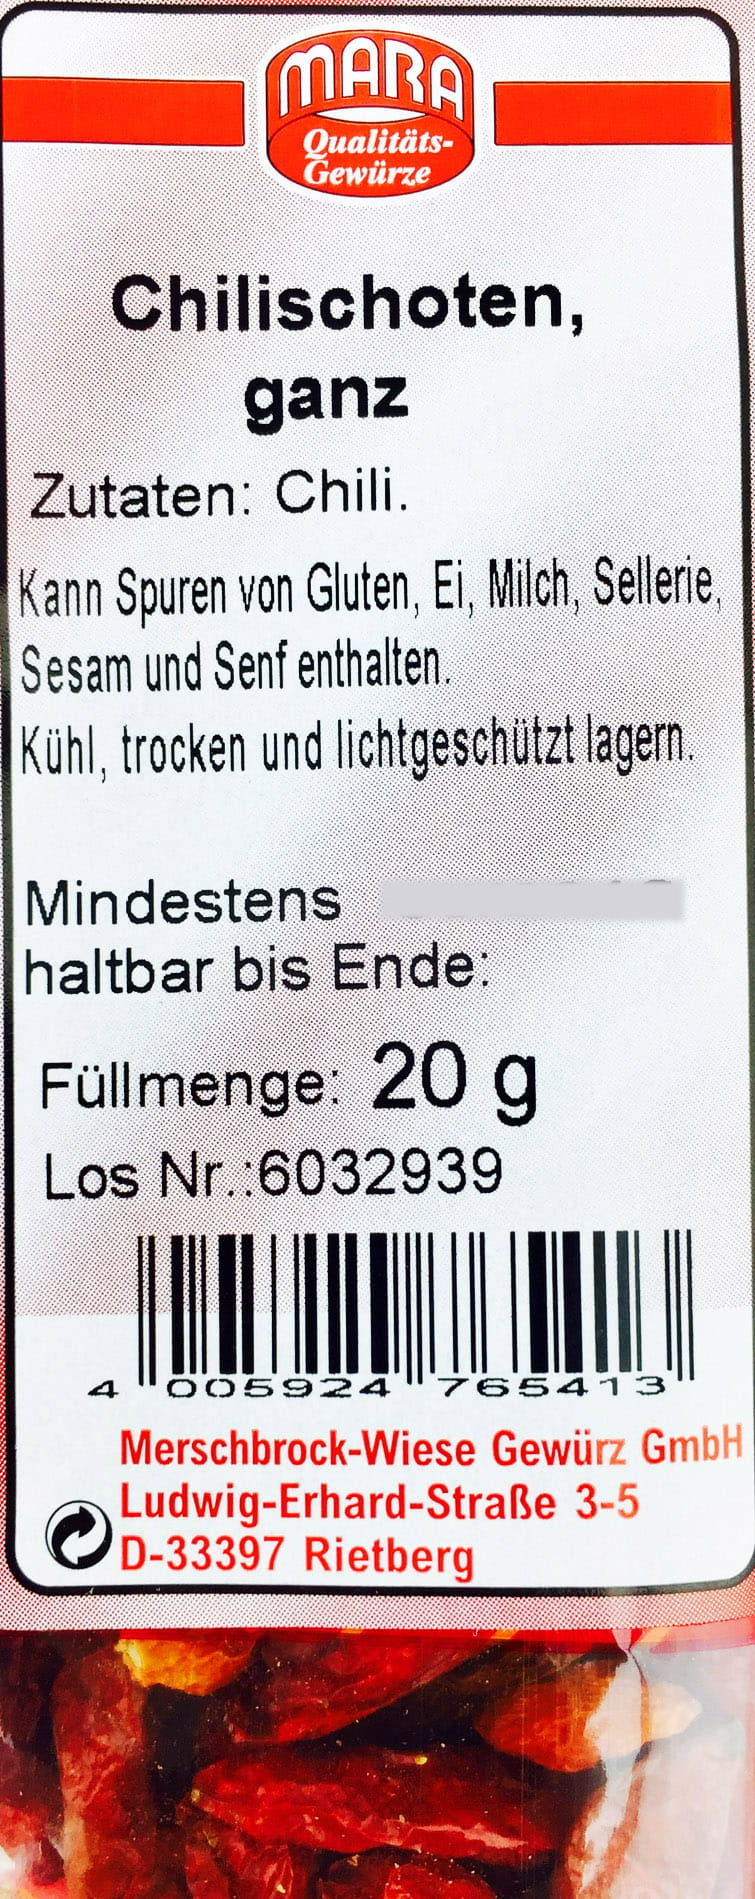 MARA
Qualitäts-
Gewürze
Chilischoten,
ganz
Zutaten: Chili.
Kann Spuren von Gluten, Ei, Milch, Sellerie,
Sesam und Senf enthalten.
Kühl, trocken und lichtgeschützt lagern.
Mindestens
haltbar bis Ende:
Füllmenge: 20 g
Los Nr.:6032939
4 005924 765413
Merschbrock-Wiese Gewürz GmbH
Ludwig-Erhard-Straße 3-5
D-33397 Rietberg